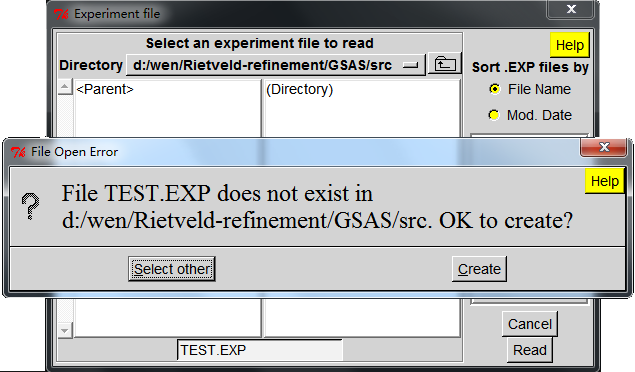 Experiment file
Select an experiment file to read
Help
Directory d:/wen/Rietveld-refinement/GSAS/src
Sort .EXP files by
<Parent>
(Directory)
File Name
Mod. Date
File Open Error
Help
File TEST.EXP does not exist in
d:/wen/Rietveld-refinement/GSAS/src. OK to create?
Select other
Create
Cancel
TEST.EXP
Read